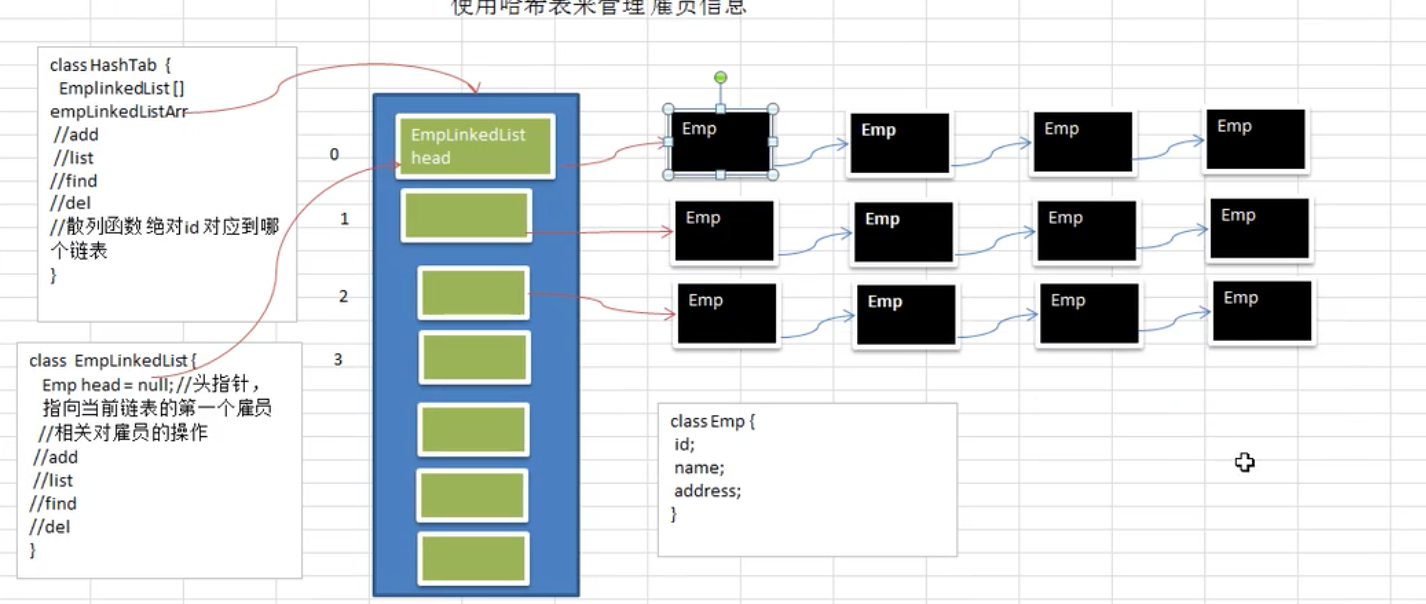 使用哈希表来管理雇员信息
class HashTab {
EmplinkedList []
empLinkedListArr
//add
//list
//find
//del
//散列函数 绝对id 对应到哪
个链表
}
class EmpLinkedList {
Emp head = null; //头指针，
指向当前链表的第一个雇员
//相关对雇员的操作
//add
//list
//find
//del
}
0
1
2
3
EmpLinkedList
head
Emp
Emp
Emp
Emp
Emp
Emp
Emp
Emp
Emp
Emp
Emp
Emp
class Emp {
id;
name;
address;
}